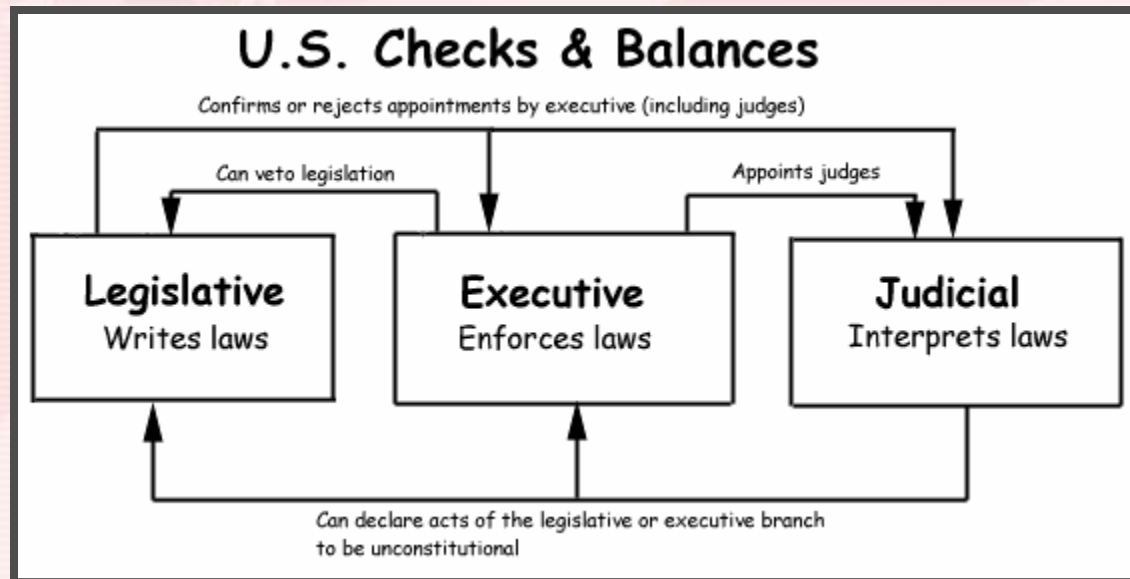 U.S. Checks & Balances
Confirms or rejects appointments by executive (including judges)
Can veto legislation
Appoints judges
Legislative
Writes laws
Executive
Enforces laws
Judicial
Interprets laws
Can declare acts of the legislative or executive branch
to be unconstitutional